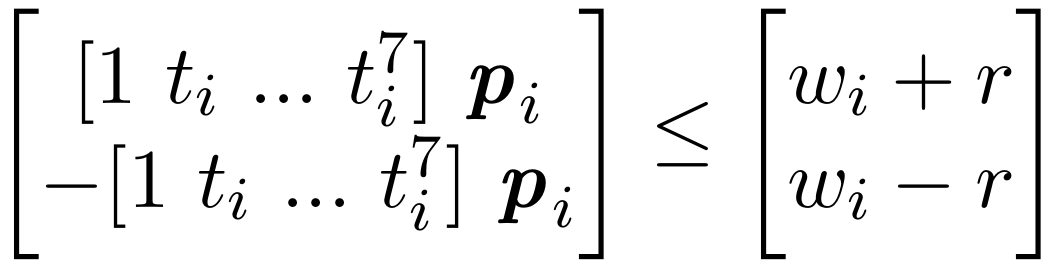 [1 t_i ... t_i^7] p_i ≤ w_i + r
-[1 t_i ... t_i^7] p_i ≤ w_i − r